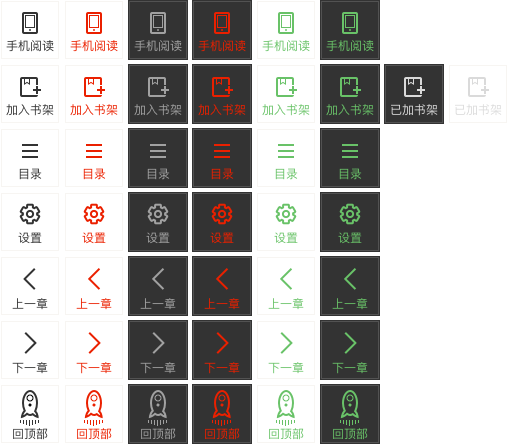 手机阅读 手机阅读 手机阅读 手机阅读 手机阅读 手机阅读
加入书架 加入书架 加入书架 加入书架 加入书架 加入书架 已加书架 已加书架
目录 目录 目录 目录 目录 目录
设置 设置 设置 设置 设置 设置
上一章 上一章 上一章 上一章 上一章 上一章
下一章 下一章 下一章 下一章 下一章 下一章
回顶部 回顶部 回顶部 回顶部 回顶部 回顶部